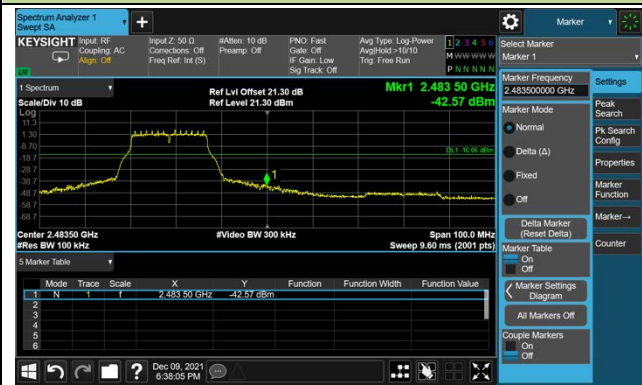 Spectrum Analyzer 1
Swept SA
Marker
KEYSIGHT
Input: RF
Coupling: AC
Align: Off
Input Z: 50 Ω
Corrections: Off
Freq Ref: Int (S)
#Atten: 10 dB
Preamp: Off
PNO: Fast
Gate: Off
IF Gain: Low
Sig Track: Off
Avg Type: Log-Power
Avg|Hold:>10/10
Trig: Free Run
1 2 3 4 5 6
M W W W W W
P N N N N N
LM
Select Marker
Marker 1
1 Spectrum
Scale/Div 10 dB
Log
Ref Lvl Offset 21.30 dB
Ref Level 21.30 dBm
Mkr1 2.483 50 GHz
-42.57 dBm
11.3
1.30
-8.70
-18.7
-28.7
-38.7
-48.7
-58.7
-68.7
1
Center 2.48350 GHz
#Res BW 100 kHz
#Video BW 300 kHz
Span 100.0 MHz
Sweep 9.60 ms (2001 pts)
5 Marker Table
Mode Trace Scale X Y Function Function Width Function Value
1 N 1 f 2.483 50 GHz -42.57 dBm
2
3
4
5
6
Marker Frequency
2.483500000 GHz
Marker Mode
Normal
Delta (Δ)
Fixed
Off
Delta Marker
(Reset Delta)
Marker Table
On
Off
Marker Settings
Diagram
All Markers Off
Couple Markers
On
Off
Settings
Peak
Search
Pk Search
Config
Properties
Marker
Function
Marker→
Counter
Dec 09, 2021
6:38:05 PM